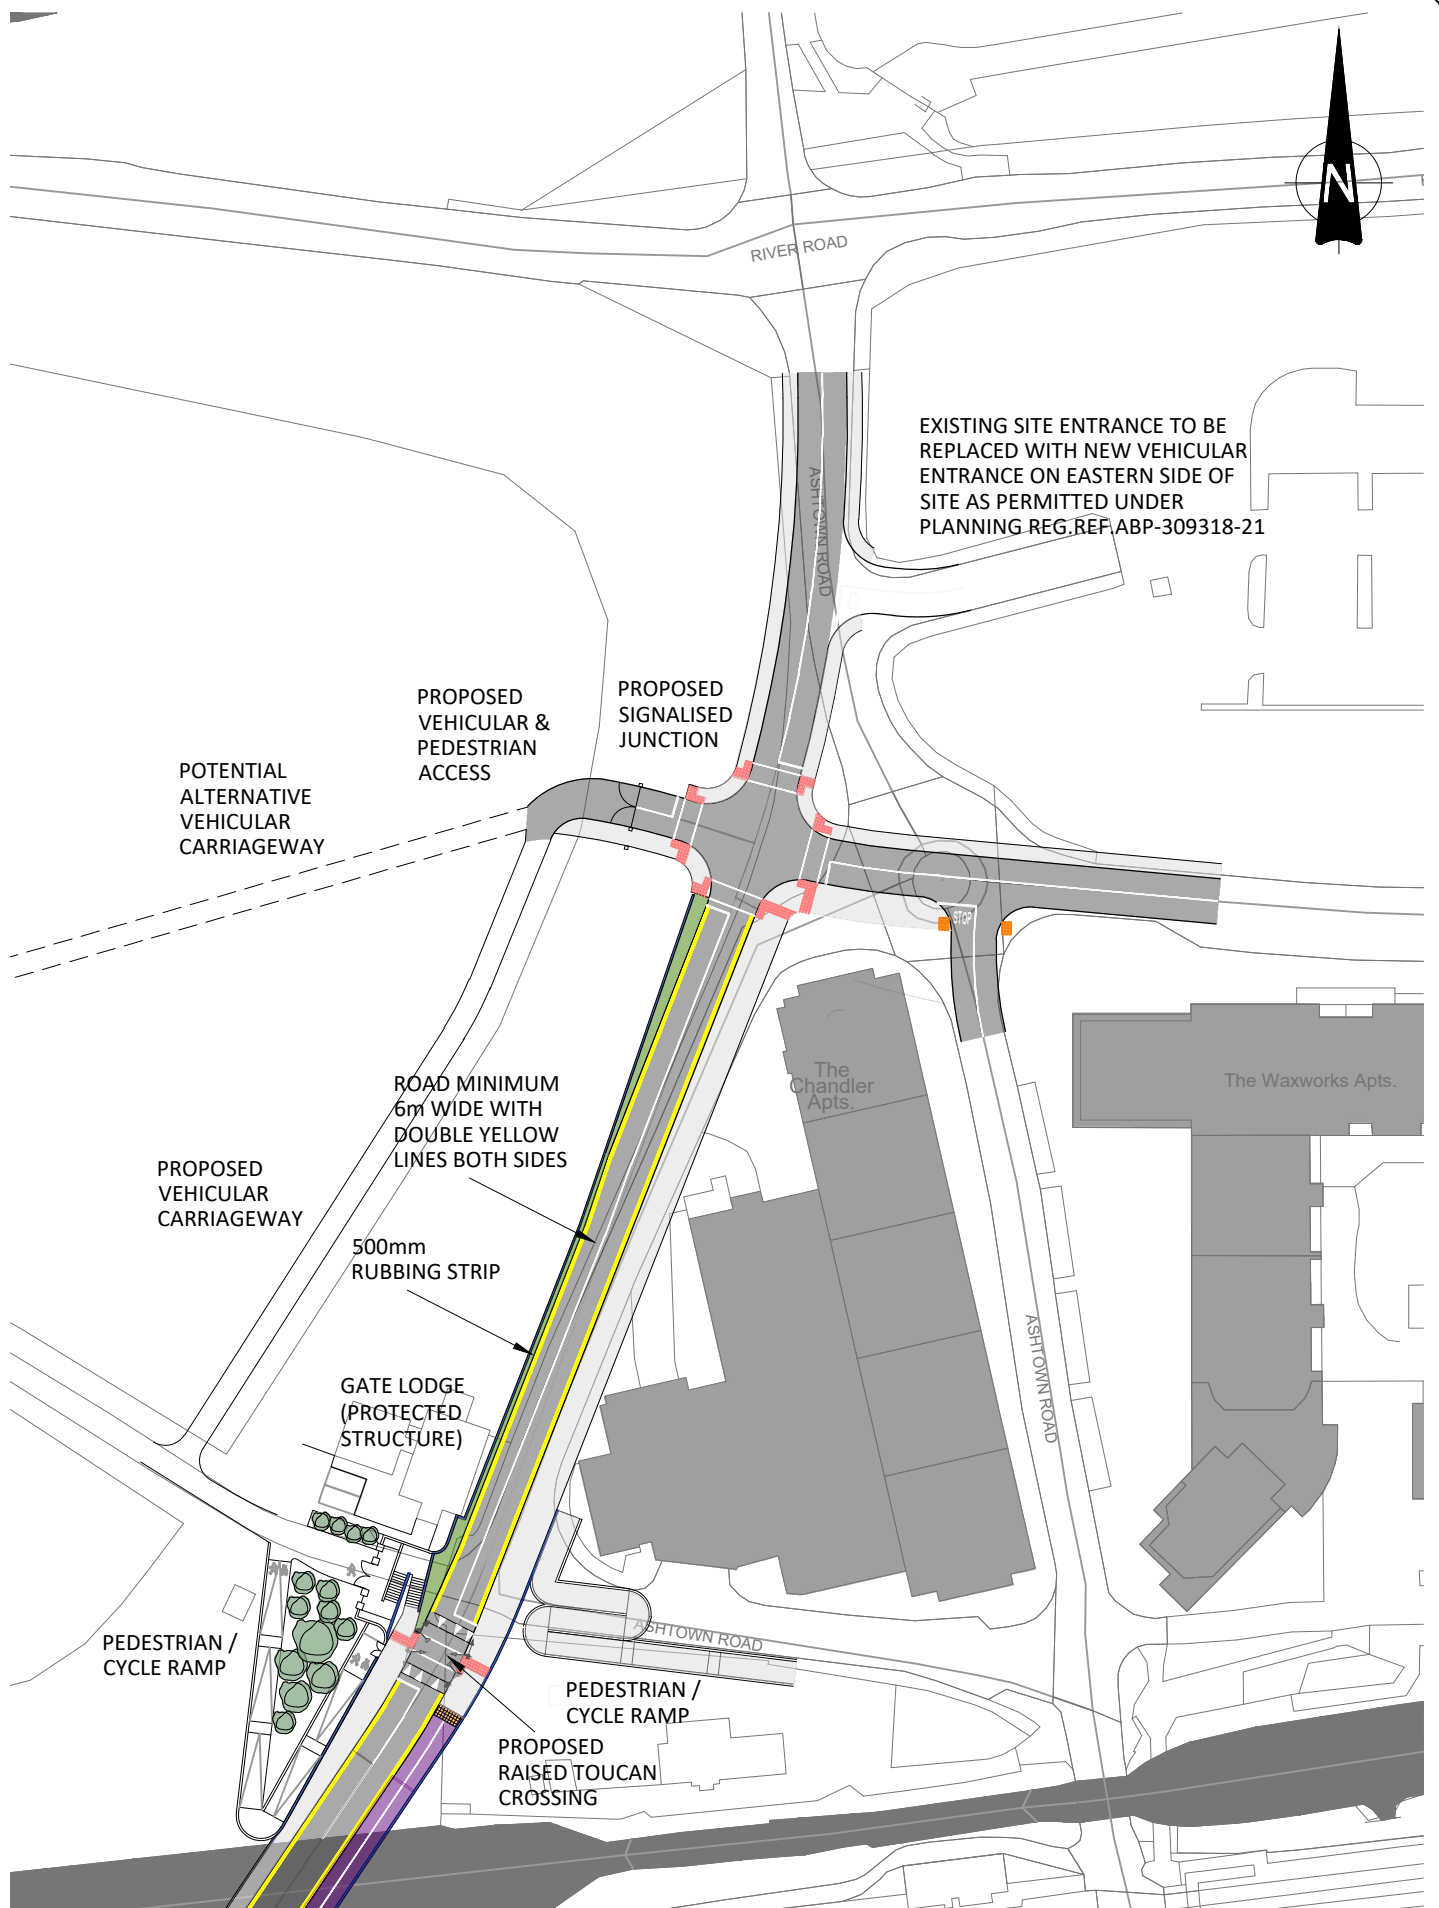 N
RIVER ROAD
EXISTING SITE ENTRANCE TO BE
REPLACED WITH NEW VEHICULAR
ENTRANCE ON EASTERN SIDE OF
SITE AS PERMITTED UNDER
PLANNING REG.REF.ABP-309318-21
ASHTOWN ROAD
PROPOSED
SIGNALISED
JUNCTION
PROPOSED
VEHICULAR &
PEDESTRIAN
ACCESS
POTENTIAL
ALTERNATIVE
VEHICULAR
CARRIAGEWAY
STOP
The
Chandler
Apts.
The Waxworks Apts.
ROAD MINIMUM
6m WIDE WITH
DOUBLE YELLOW
LINES BOTH SIDES
PROPOSED
VEHICULAR
CARRIAGEWAY
500mm
RUBBING STRIP
ASHTOWN ROAD
GATE LODGE
(PROTECTED
STRUCTURE)
PEDESTRIAN /
CYCLE RAMP
ASHTOWN ROAD
PEDESTRIAN /
CYCLE RAMP
PROPOSED
RAISED TOUCAN
CROSSING